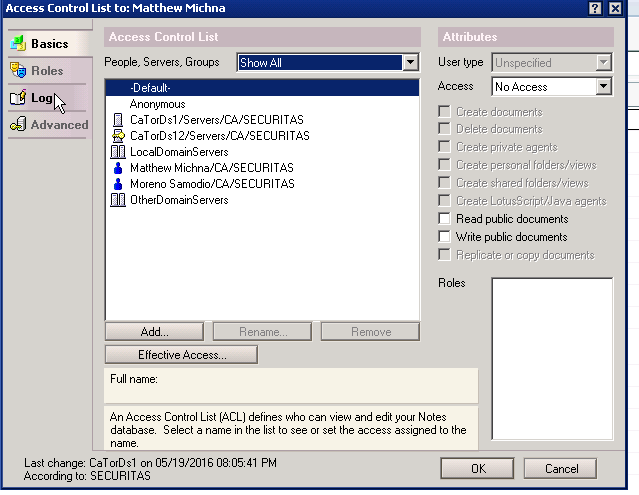 Access Control List to: Matthew Michna
Basics
Roles
Log
Advanced
Access Control List
People, Servers, Groups
Show All
-Default-
Anonymous
CaTorDs1/Servers/CA/SECURITAS
CaTorDs12/Servers/CA/SECURITAS
LocalDomainServers
Matthew Michna/CA/SECURITAS
Moreno Samodio/CA/SECURITAS
OtherDomainServers
Add...
Rename...
Remove
Effective Access...
Full name:
An Access Control List (ACL) defines who can view and edit your Notes
database. Select a name in the list to see or set the access assigned to the
name.
Attributes
User type
Unspecified
Access
No Access
Create documents
Delete documents
Create private agents
Create personal folders/views
Create shared folders/views
Create LotusScript/Java agents
Read public documents
Write public documents
Replicate or copy documents
Roles
Last change: CaTorDs1 on 05/19/2016 08:05:41 PM
According to: SECURITAS
OK
Cancel